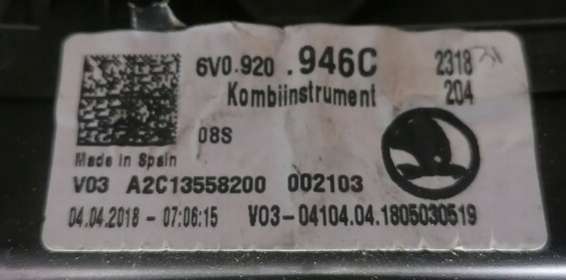 6V0.920 .946C 2318
Kombiinstrument 204
08S
Made in Spain
V03 A2C13558200 002103
04.04.2018 - 07:06:15 V03-04104.04.1805030519